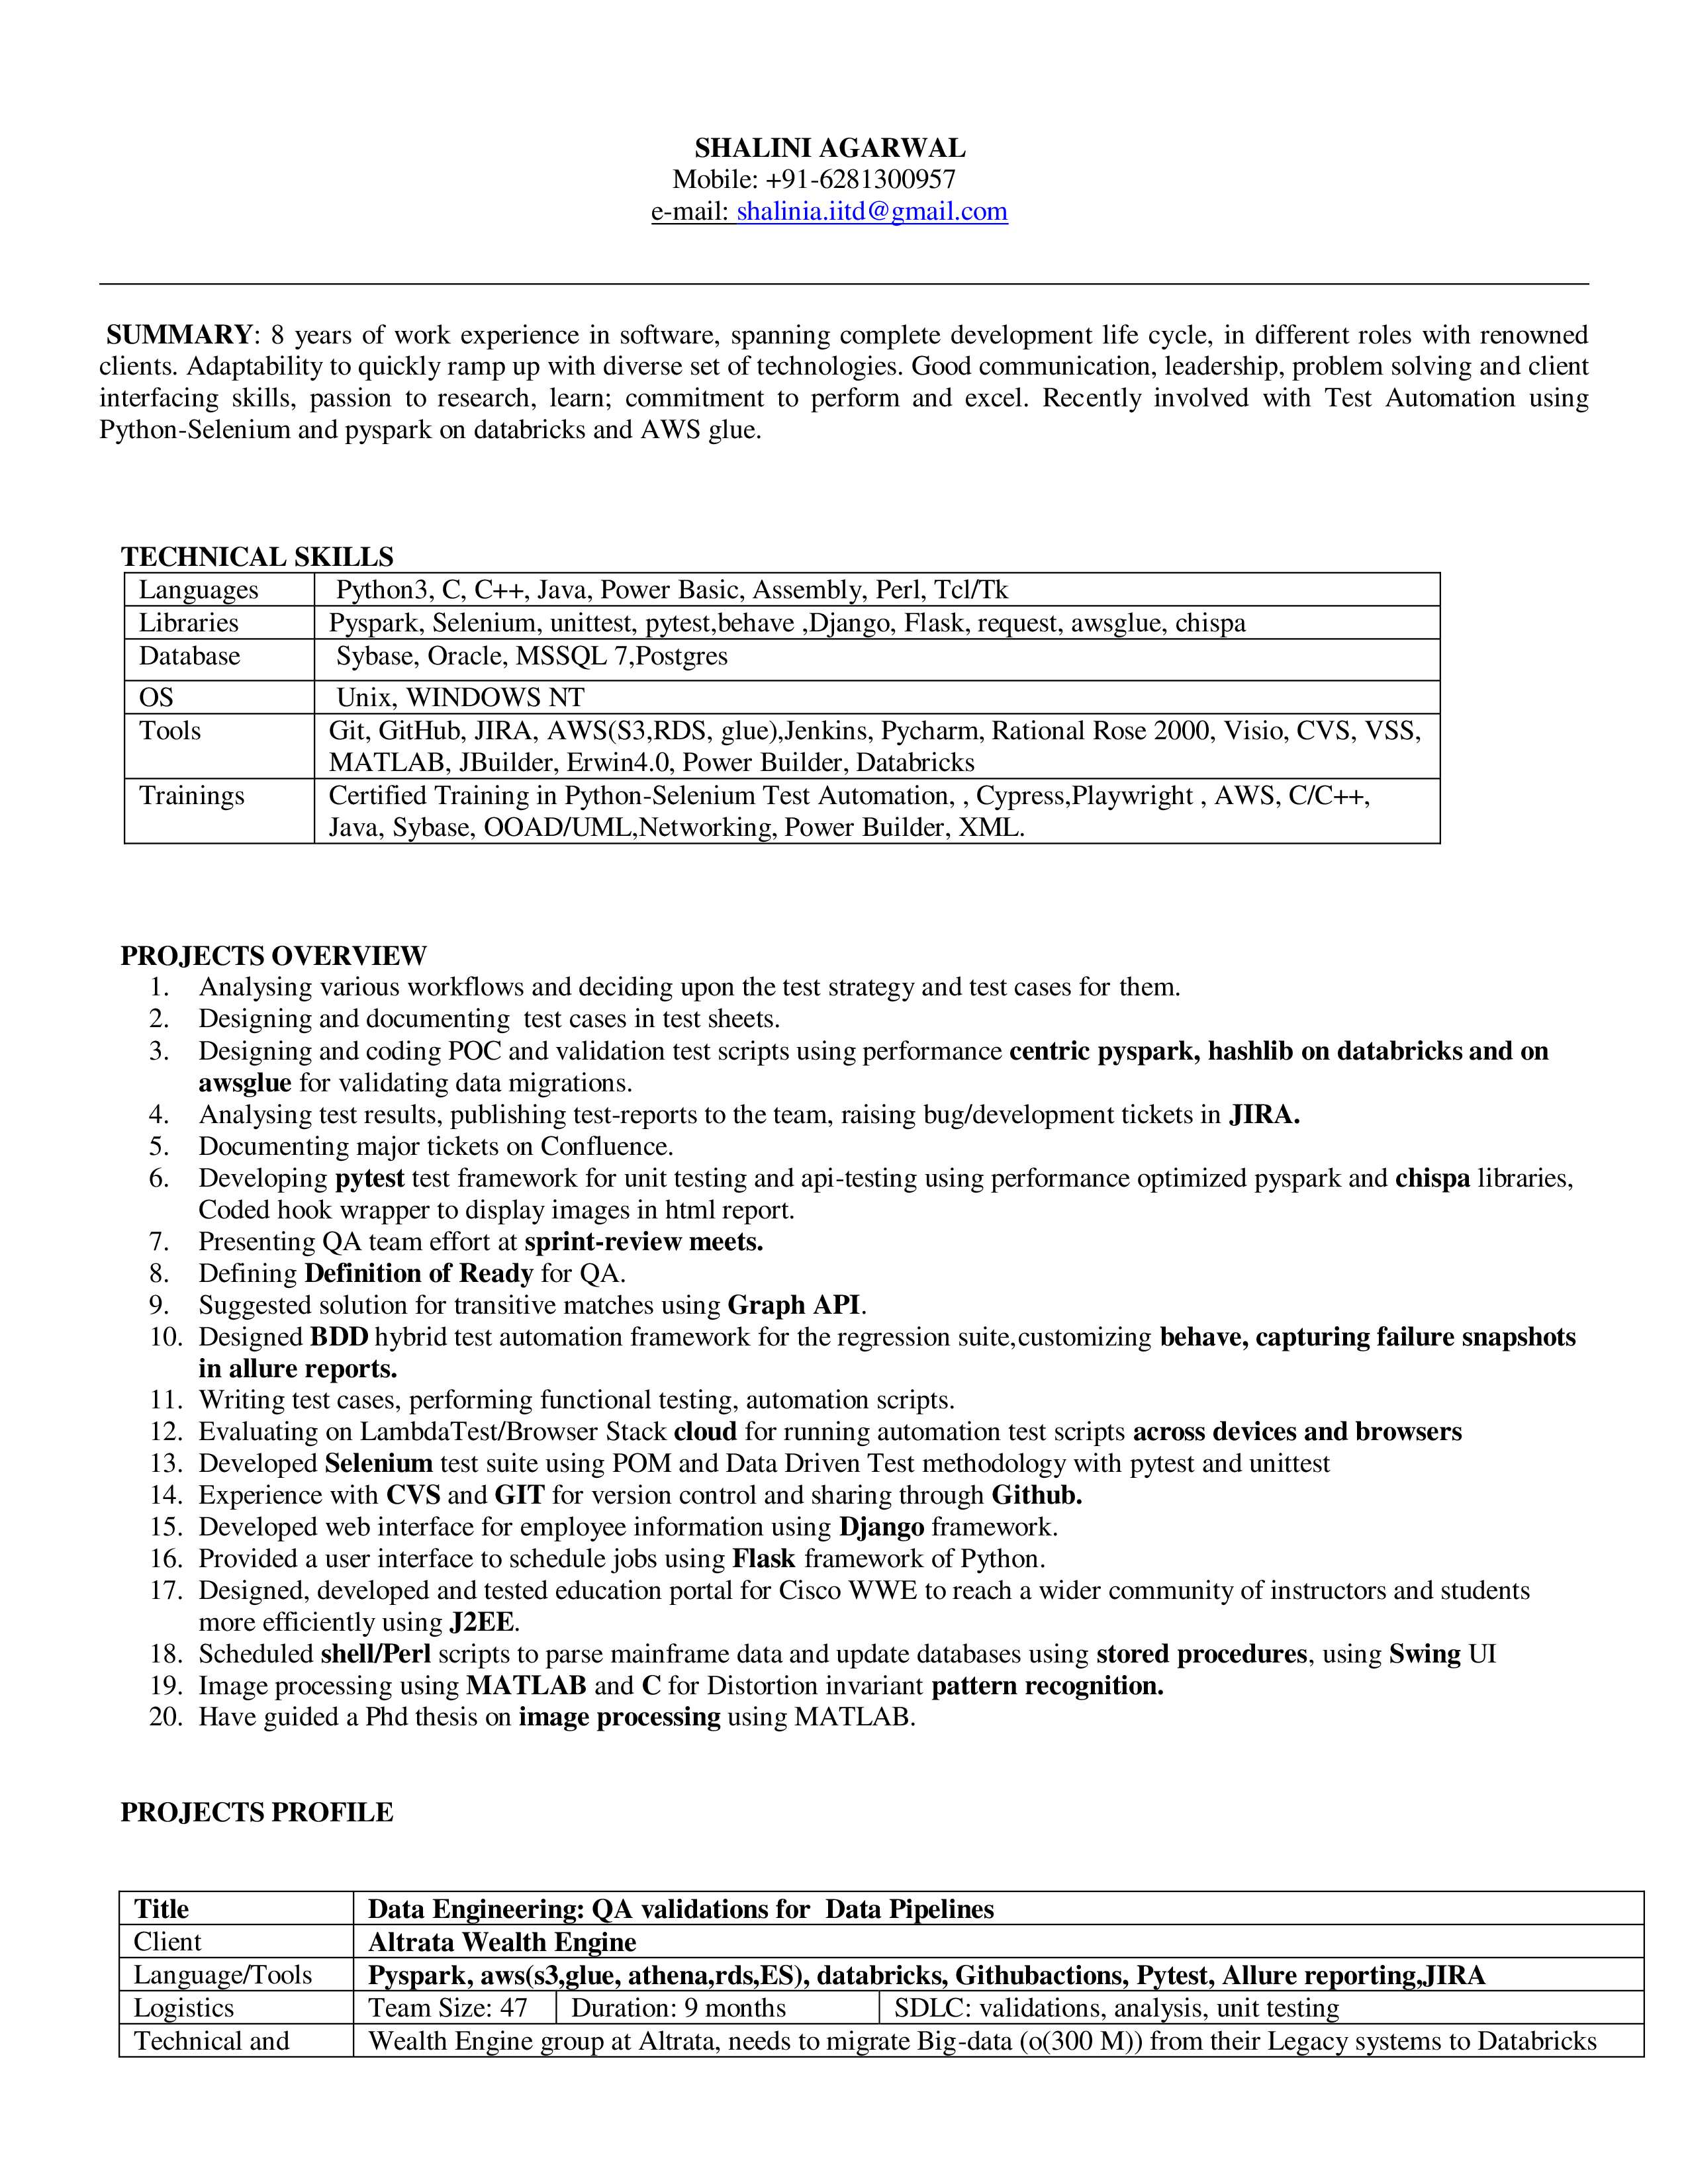 SHALINI AGARWAL
Mobile: +91-6281300957
e-mail: shalinia.iitd@gmail.com
SUMMARY: 8 years of work experience in software, spanning complete development life cycle, in different roles with renowned
clients. Adaptability to quickly ramp up with diverse set of technologies. Good communication, leadership, problem solving and client
interfacing skills, passion to research, learn; commitment to perform and excel. Recently involved with Test Automation using
Python-Selenium and pyspark on databricks and AWS glue.
TECHNICAL SKILLS
Languages Python3, C, C++, Java, Power Basic, Assembly, Perl, Tcl/Tk
Libraries Pyspark, Selenium, unittest, pytest,behave ,Django, Flask, request, awsglue, chispa
Database Sybase, Oracle, MSSQL 7,Postgres
OS Unix, WINDOWS NT
Tools Git, GitHub, JIRA, AWS(S3,RDS, glue),Jenkins, Pycharm, Rational Rose 2000, Visio, CVS, VSS,
MATLAB, JBuilder, Erwin4.0, Power Builder, Databricks
Trainings Certified Training in Python-Selenium Test Automation, , Cypress,Playwright , AWS, C/C++,
Java, Sybase, OOAD/UML,Networking, Power Builder, XML.
PROJECTS OVERVIEW
1. Analysing various workflows and deciding upon the test strategy and test cases for them.
2. Designing and documenting test cases in test sheets.
3. Designing and coding POC and validation test scripts using performance centric pyspark, hashlib on databricks and on
awsglue for validating data migrations.
4. Analysing test results, publishing test-reports to the team, raising bug/development tickets in JIRA.
5. Documenting major tickets on Confluence.
6. Developing pytest test framework for unit testing and api-testing using performance optimized pyspark and chispa libraries,
Coded hook wrapper to display images in html report.
7. Presenting QA team effort at sprint-review meets.
8. Defining Definition of Ready for QA.
9. Suggested solution for transitive matches using Graph API.
10. Designed BDD hybrid test automation framework for the regression suite,customizing behave, capturing failure snapshots
in allure reports.
11. Writing test cases, performing functional testing, automation scripts.
12. Evaluating on LambdaTest/Browser Stack cloud for running automation test scripts across devices and browsers
13. Developed Selenium test suite using POM and Data Driven Test methodology with pytest and unittest
14. Experience with CVS and GIT for version control and sharing through Github.
15. Developed web interface for employee information using Django framework.
16. Provided a user interface to schedule jobs using Flask framework of Python.
17. Designed, developed and tested education portal for Cisco WWE to reach a wider community of instructors and students
more efficiently using J2EE.
18. Scheduled shell/Perl scripts to parse mainframe data and update databases using stored procedures, using Swing UI
19. Image processing using MATLAB and C for Distortion invariant pattern recognition.
20. Have guided a Phd thesis on image processing using MATLAB.
PROJECTS PROFILE
Title Data Engineering: QA validations for Data Pipelines
Client Altrata Wealth Engine
Language/Tools Pyspark, aws(s3,glue, athena,rds,ES), databricks, Githubactions, Pytest, Allure reporting,JIRA
Logistics Team Size: 47 Duration: 9 months SDLC: validations, analysis, unit testing
Technical and Wealth Engine group at Altrata, needs to migrate Big-data (o(300 M)) from their Legacy systems to Databricks